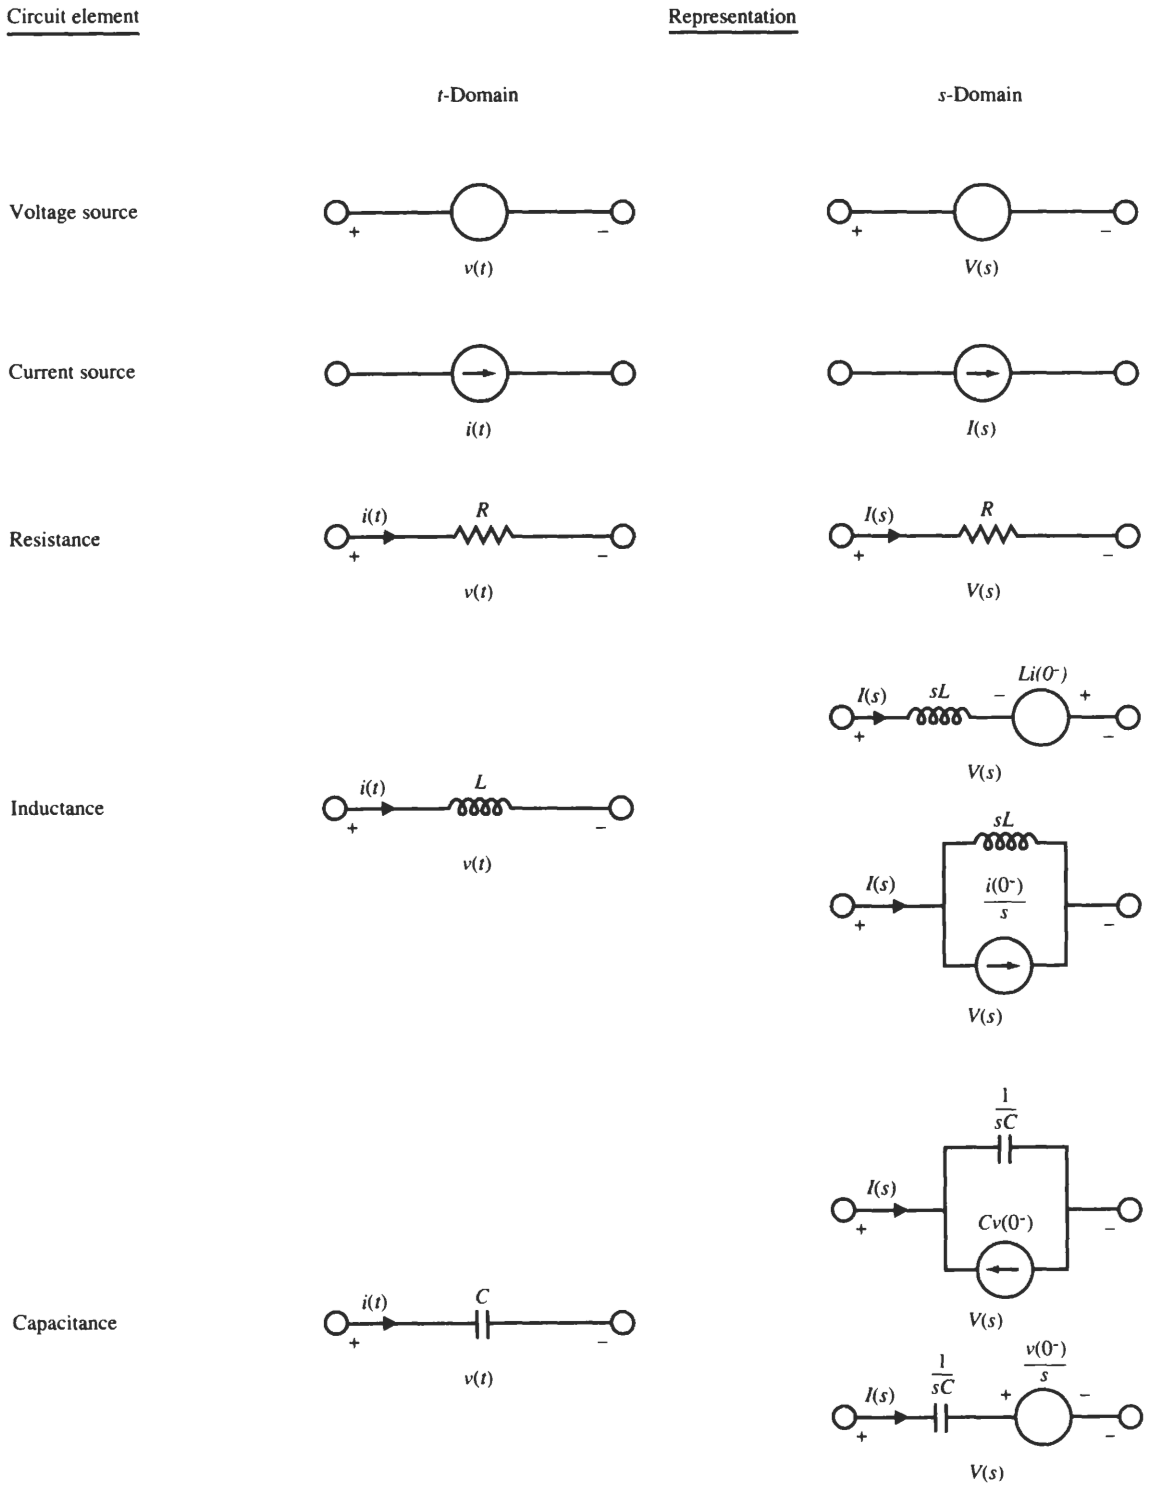 Circuit element
Representation
t-Domain
s-Domain
Voltage source
+
−
v(t)
+
−
V(s)
Current source
i(t)
I(s)
Resistance
i(t)
R
+
−
v(t)
I(s)
R
+
−
V(s)
Inductance
i(t)
L
+
−
v(t)
I(s)
sL
−
Li(0⁻)
+
+
−
V(s)
sL
I(s)
i(0⁻)
s
+
−
V(s)
Capacitance
i(t)
C
+
−
v(t)
1
sC
I(s)
Cv(0⁻)
+
−
V(s)
I(s)
1
sC
+
v(0⁻)
s
−
+
−
V(s)